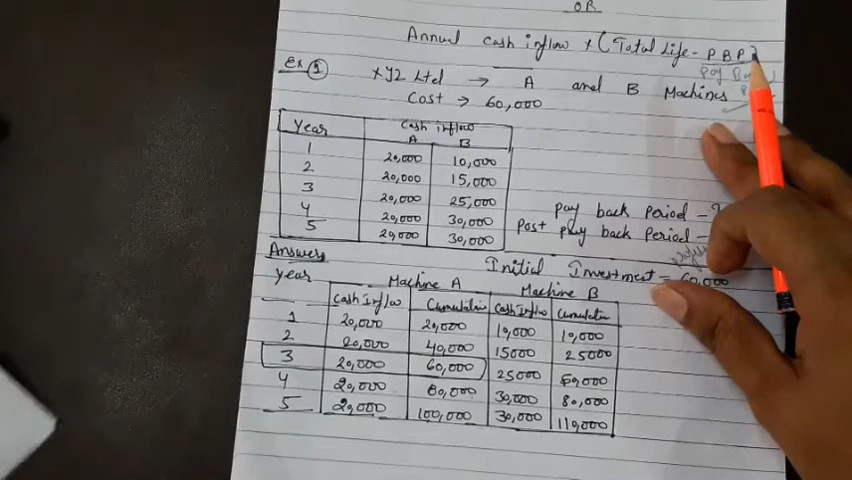 OR
Annual cash inflow x (Total Life - PBP)
Pay
Ex 1 XYZ Ltd → A and B Machines
Cost → 60,000
Year Cash inflow
A B
1 20,000 10,000
2 20,000 15,000
3 20,000 25,000
4 20,000 30,000
5 20,000 30,000
pay back Period - ?
Post pay back Period -
Answers
Initial Investment = 60,000
year Machine A Machine B
Cash inflo Cumulative Cash inflo Cumulative
1 20,000 20,000 10,000 10,000
2 20,000 40,000 15000 25000
3 20,000 60,000 25000 50,000
4 20,000 80,000 30,000 80,000
5 20,000 100,000 30,000 110,000